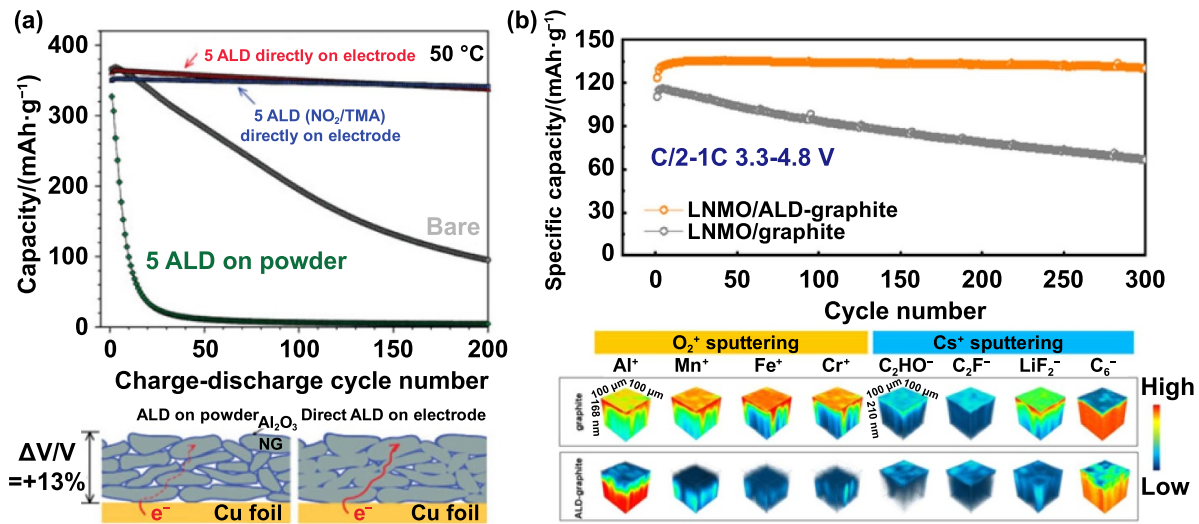 (a)
Capacity/(mAh·g⁻¹)
400
300
200
100
0
5 ALD directly on electrode
50 °C
5 ALD (NO₂/TMA)
directly on electrode
Bare
5 ALD on powder
0
50
100
150
200
Charge-discharge cycle number
ALD on powder
Al₂O₃
NG
Direct ALD on electrode
ΔV/V
=+13%
e⁻
Cu foil
e⁻
Cu foil
(b)
Specific capacity/(mAh·g⁻¹)
150
120
90
60
30
0
C/2-1C 3.3-4.8 V
LNMO/ALD-graphite
LNMO/graphite
0
50
100
150
200
250
300
Cycle number
O₂⁺ sputtering
Cs⁺ sputtering
Al⁺
Mn⁺
Fe⁺
Cr⁺
C₂HO⁻
C₂F⁻
LiF₂⁻
C₆⁻
graphite
100 μm
100 μm
168 nm
100 μm
100 μm
210 nm
ALD-graphite
High
Low